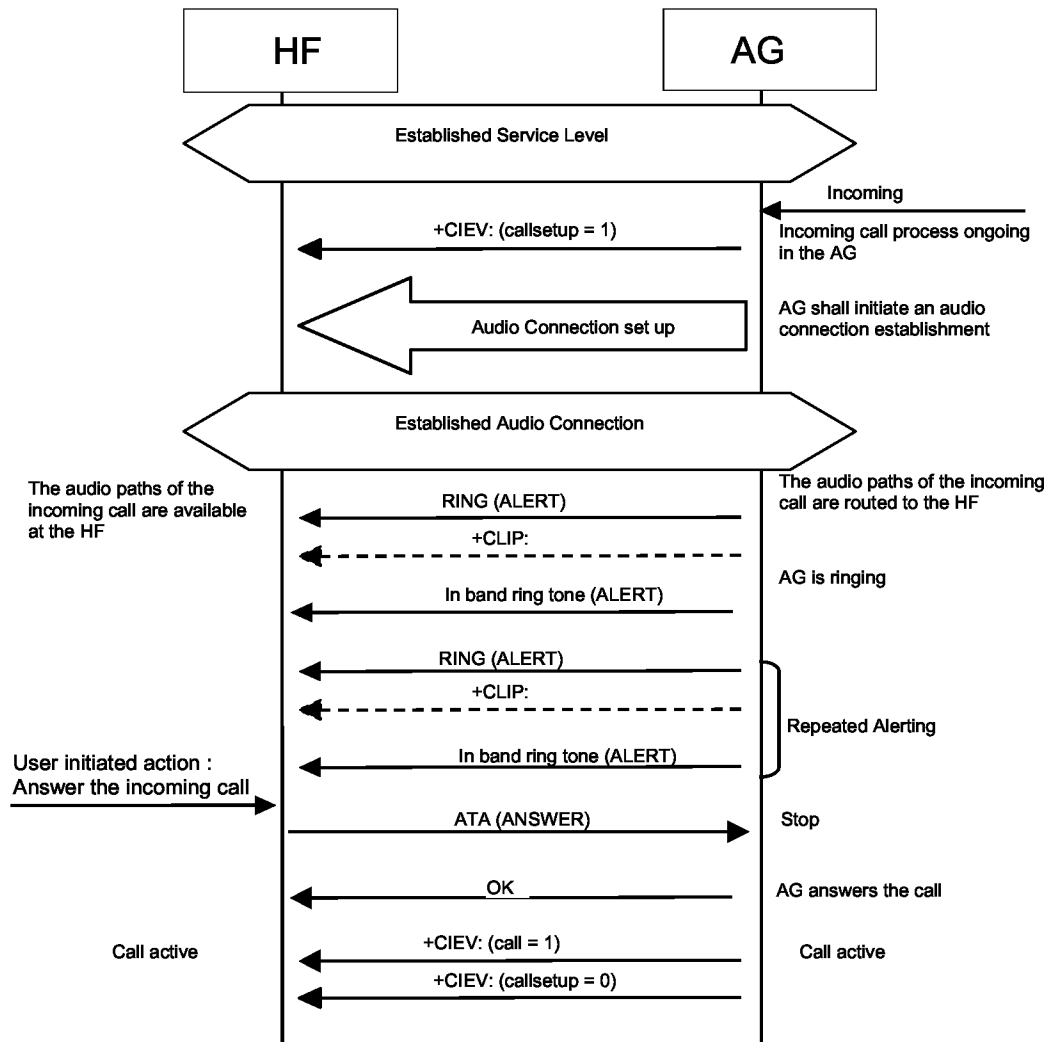 HF
AG
Established Service Level
Incoming
+CIEV: (callsetup = 1)
Incoming call process ongoing
in the AG
Audio Connection set up
AG shall initiate an audio
connection establishment
Established Audio Connection
The audio paths of the
incoming call are available
at the HF
The audio paths of the incoming
call are routed to the HF
RING (ALERT)
+CLIP:
AG is ringing
In band ring tone (ALERT)
RING (ALERT)
+CLIP:
Repeated Alerting
In band ring tone (ALERT)
User initiated action :
Answer the incoming call
ATA (ANSWER)
Stop
OK
AG answers the call
Call active
+CIEV: (call = 1)
Call active
+CIEV: (callsetup = 0)